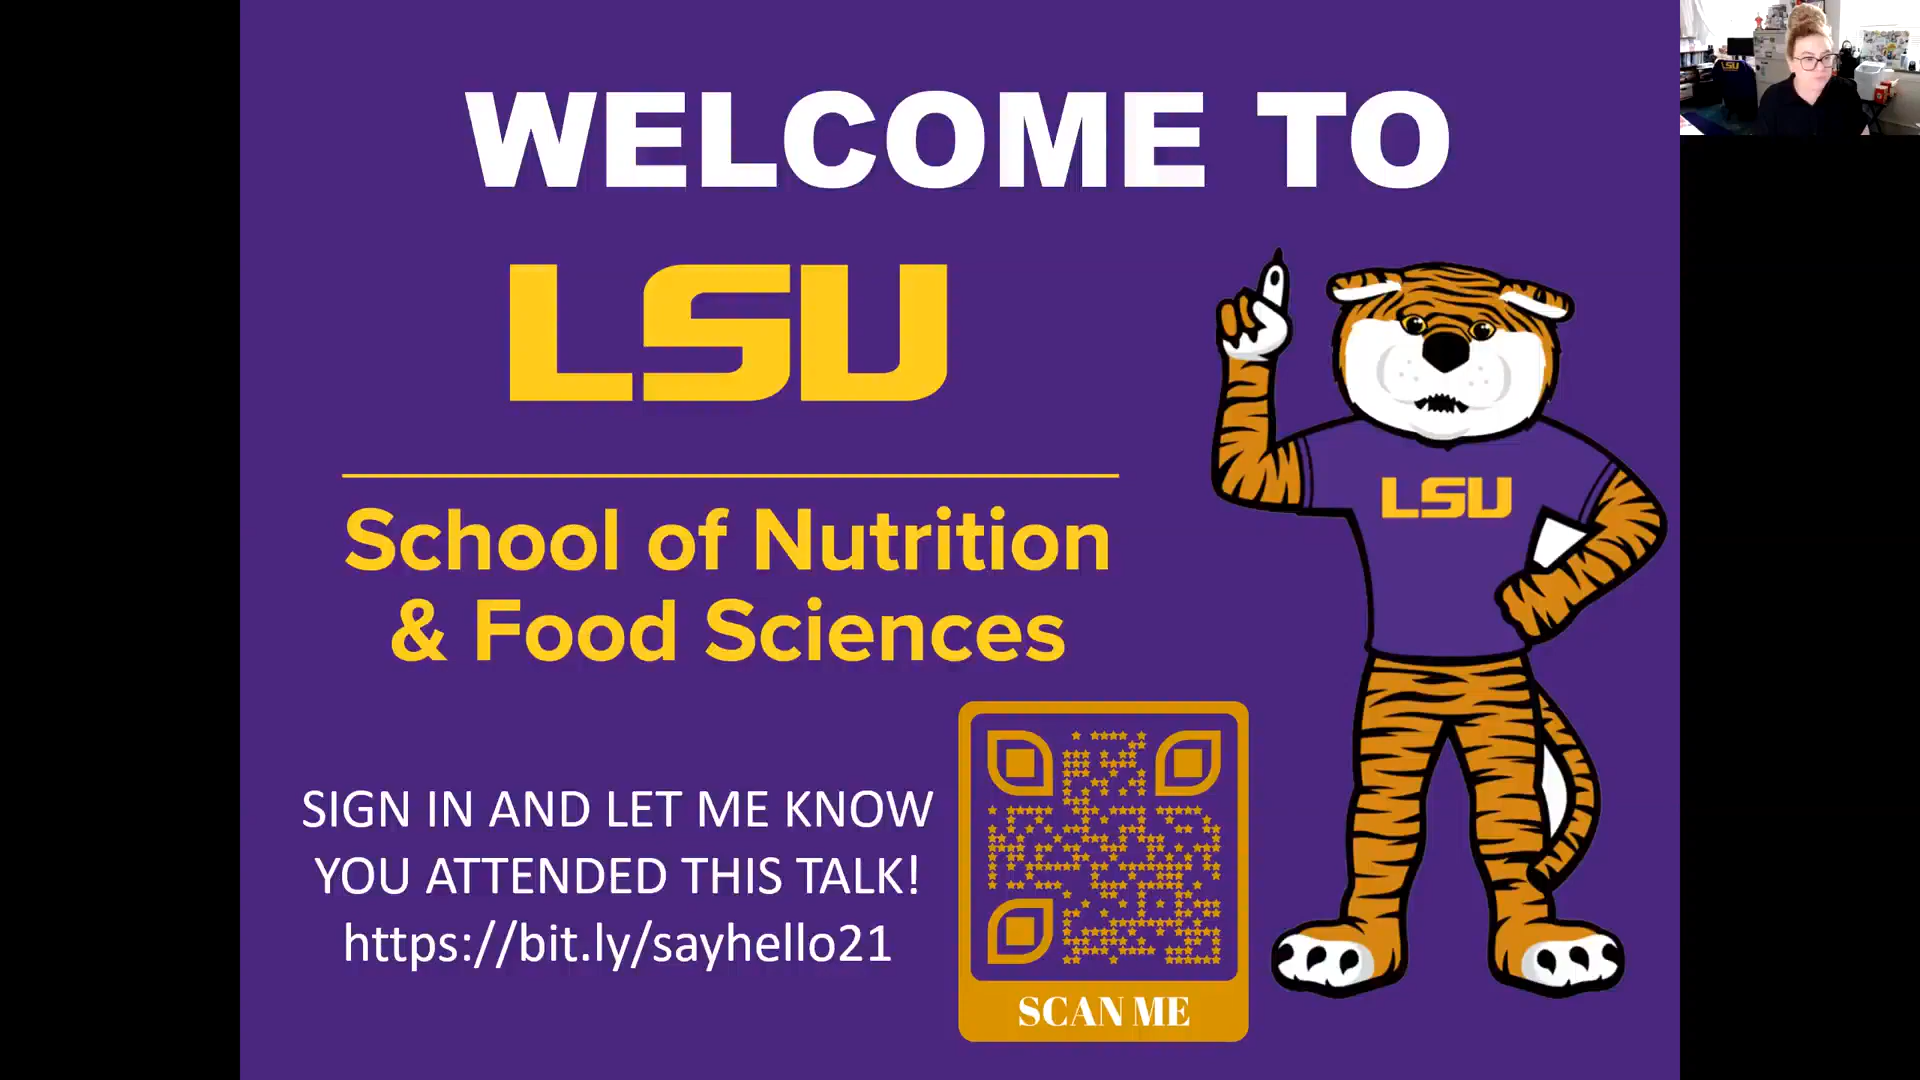 WELCOME TO
LSU
School of Nutrition
& Food Sciences
LSU
SIGN IN AND LET ME KNOW
YOU ATTENDED THIS TALK!
https://bit.ly/sayhello21
SCAN ME
LSU